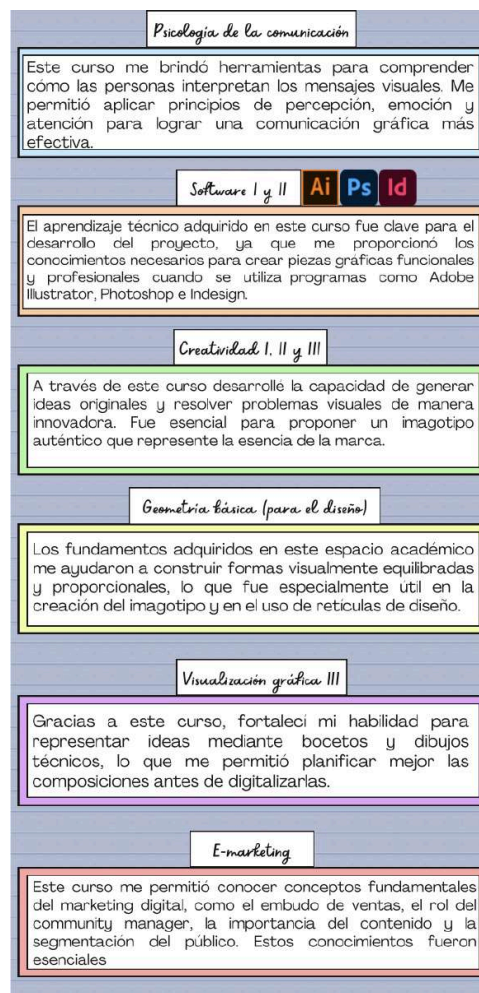 Psicología de la comunicación
Este curso me brindó herramientas para comprender
cómo las personas interpretan los mensajes visuales. Me
permitió aplicar principios de percepción, emoción y
atención para lograr una comunicación gráfica más
efectiva.
Software I y II Ai Ps Id
El aprendizaje técnico adquirido en este curso fue clave para el
desarrollo del proyecto, ya que me proporcionó los
conocimientos necesarios para crear piezas gráficas funcionales
y profesionales cuando se utiliza programas como Adobe
Illustrator, Photoshop e Indesign.
Creatividad I, II y III
A través de este curso desarrollé la capacidad de generar
ideas originales y resolver problemas visuales de manera
innovadora. Fue esencial para proponer un imagotipo
auténtico que represente la esencia de la marca.
Geometría básica (para el diseño)
Los fundamentos adquiridos en este espacio académico
me ayudaron a construir formas visualmente equilibradas
y proporcionales, lo que fue especialmente útil en la
creación del imagotipo y en el uso de retículas de diseño.
Visualización gráfica III
Gracias a este curso, fortalecí mi habilidad para
representar ideas mediante bocetos y dibujos
técnicos, lo que me permitió planificar mejor las
composiciones antes de digitalizarlas.
E-marketing
Este curso me permitió conocer conceptos fundamentales
del marketing digital, como el embudo de ventas, el rol del
community manager, la importancia del contenido y la
segmentación del público. Estos conocimientos fueron
esenciales